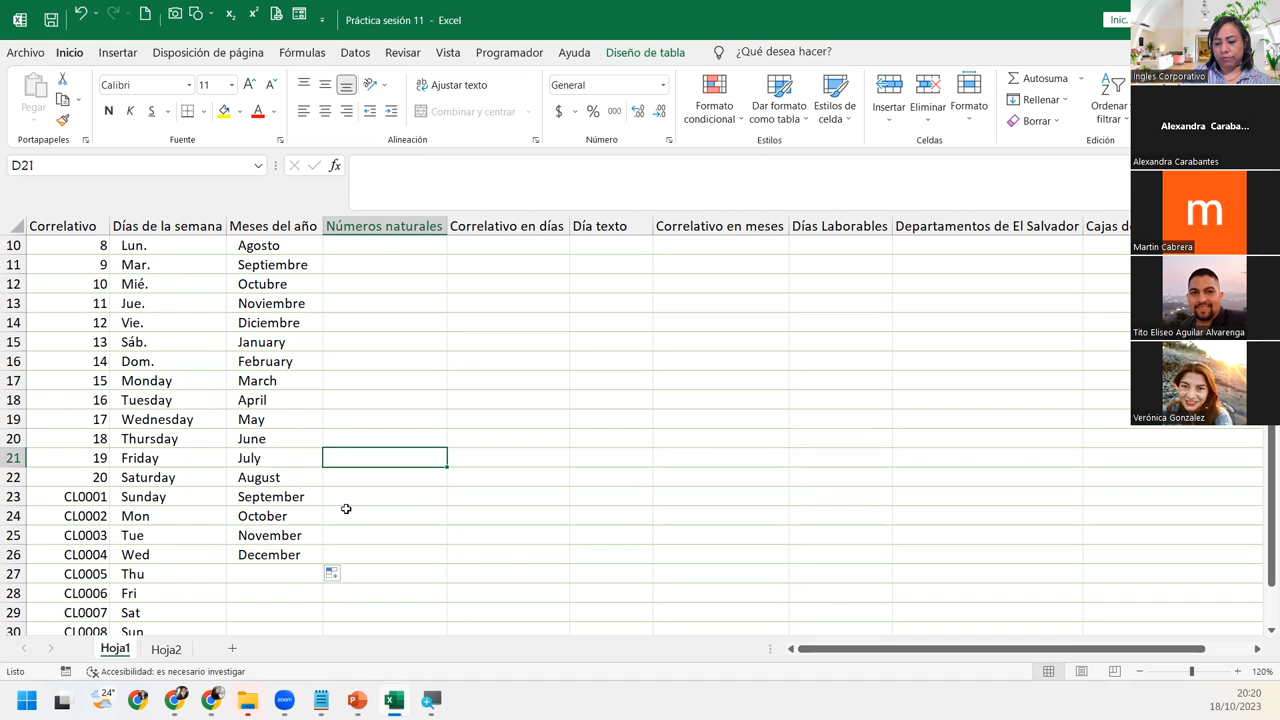 Práctica sesión 11 - Excel
Inic.
Archivo Inicio Insertar Disposición de página Fórmulas Datos Revisar Vista Programador Ayuda Diseño de tabla ¿Qué desea hacer?
Pegar
Calibri 11
N K S
Ajustar texto
Combinar y centrar
General
$ % 000
Formato condicional
Dar formato como tabla
Estilos de celda
Insertar Eliminar Formato
Autosuma
Rellenar
Borrar
Ordenar
filtrar
Portapapeles Fuente Alineación Número Estilos Celdas Edición
D21 fx
Correlativo Días de la semana Meses del año Números naturales Correlativo en días Día texto Correlativo en meses Días Laborables Departamentos de El Salvador Cajas de
10 8 Lun. Agosto
11 9 Mar. Septiembre
12 10 Mié. Octubre
13 11 Jue. Noviembre
14 12 Vie. Diciembre
15 13 Sáb. January
16 14 Dom. February
17 15 Monday March
18 16 Tuesday April
19 17 Wednesday May
20 18 Thursday June
21 19 Friday July
22 20 Saturday August
23 CL0001 Sunday September
24 CL0002 Mon October
25 CL0003 Tue November
26 CL0004 Wed December
27 CL0005 Thu
28 CL0006 Fri
29 CL0007 Sat
30 CL0008 Sun
Hoja1 Hoja2
Listo Accesibilidad: es necesario investigar 120%
24°
zoom
20:20
18/10/2023
Ingles Corporativo
Alexandra Caraba...
Alexandra Carabantes
m
Martin Cabrera
Tito Eliseo Aguilar Alvarenga
Verónica Gonzalez